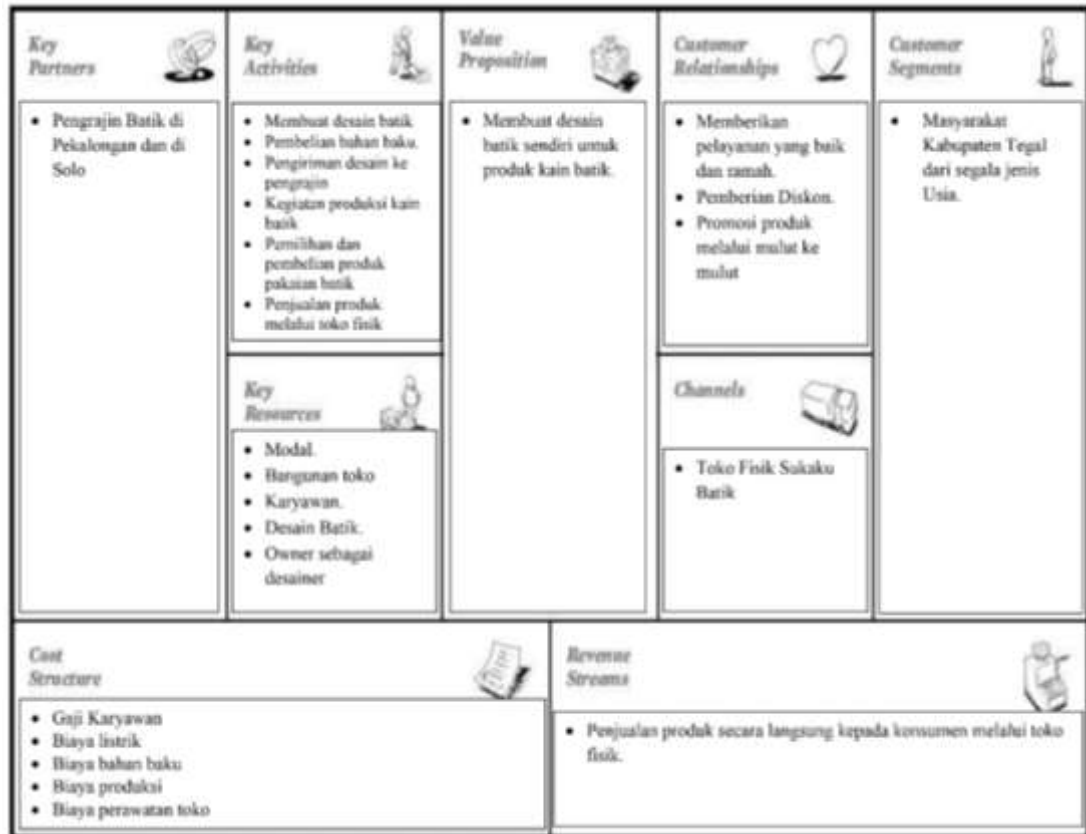 Key
Partners
• Pengrajin Batik di
Pekalongan dan di
Solo
Key
Activities
• Membuat desain batik
• Pembelian bahan baku.
• Pengiriman desain ke
pengrajin
• Kegiatan produksi kain
batik
• Pemilihan dan
pembelian produk
pakaian batik
• Penjualan produk
melalui toko fisik
Key
Resources
• Modal.
• Bangunan toko
• Karyawan.
• Desain Batik.
• Owner sebagai
desainer
Value
Proposition
• Membuat desain
batik sendiri untuk
produk kain batik.
Customer
Relationships
• Memberikan
pelayanan yang baik
dan ramah.
• Pemberian Diskon.
• Promosi produk
melalui mulut ke
mulut
Channels
• Toko Fisik Sukaku
Batik
Customer
Segments
• Masyarakat
Kabupaten Tegal
dari segala jenis
Usia.
Cost
Structure
• Gaji Karyawan
• Biaya listrik
• Biaya bahan baku
• Biaya produksi
• Biaya perawatan toko
Revenue
Streams
• Penjualan produk secara langsung kepada konsumen melalui toko
fisik.